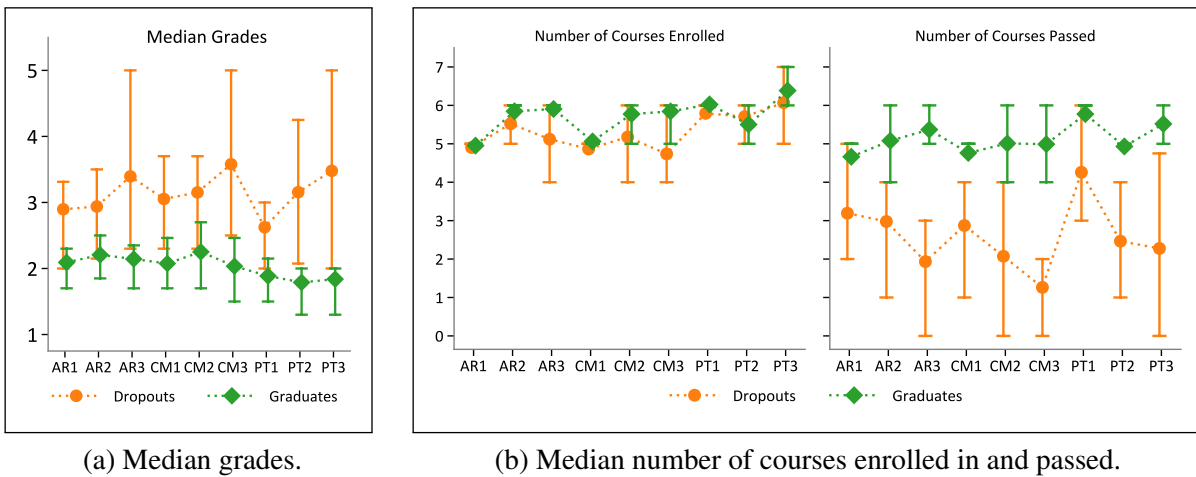 Median Grades
5
4
3
2
1
AR1 AR2 AR3 CM1 CM2 CM3 PT1 PT2 PT3
Dropouts Graduates
Number of Courses Enrolled Number of Courses Passed
7
6
5
4
3
2
1
0
AR1 AR2 AR3 CM1 CM2 CM3 PT1 PT2 PT3 AR1 AR2 AR3 CM1 CM2 CM3 PT1 PT2 PT3
Dropouts Graduates
(a) Median grades.
(b) Median number of courses enrolled in and passed.